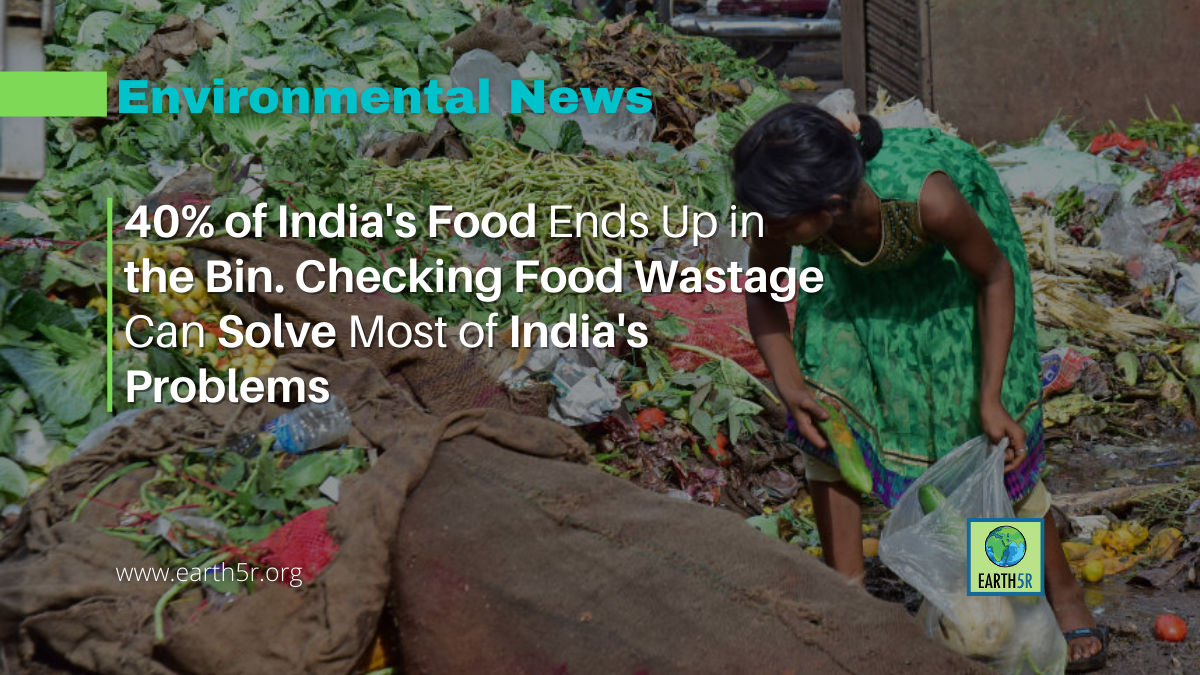 Environmental News
40% of India's Food Ends Up in
the Bin. Checking Food Wastage
Can Solve Most of India's
Problems
www.earth5r.org
EARTH5R